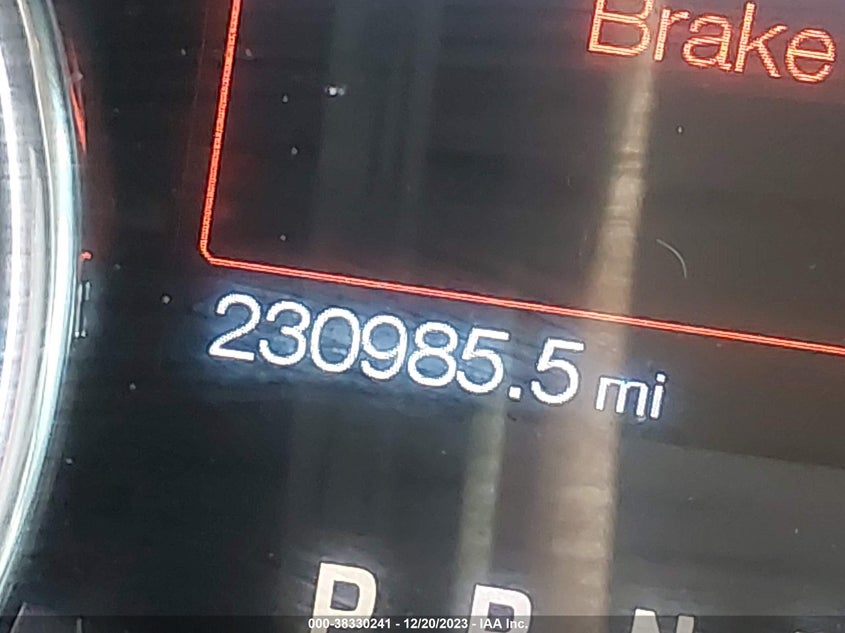 Brake
230985.5 mi
P R N
000-38330241 - 12/20/2023 - IAA Inc.